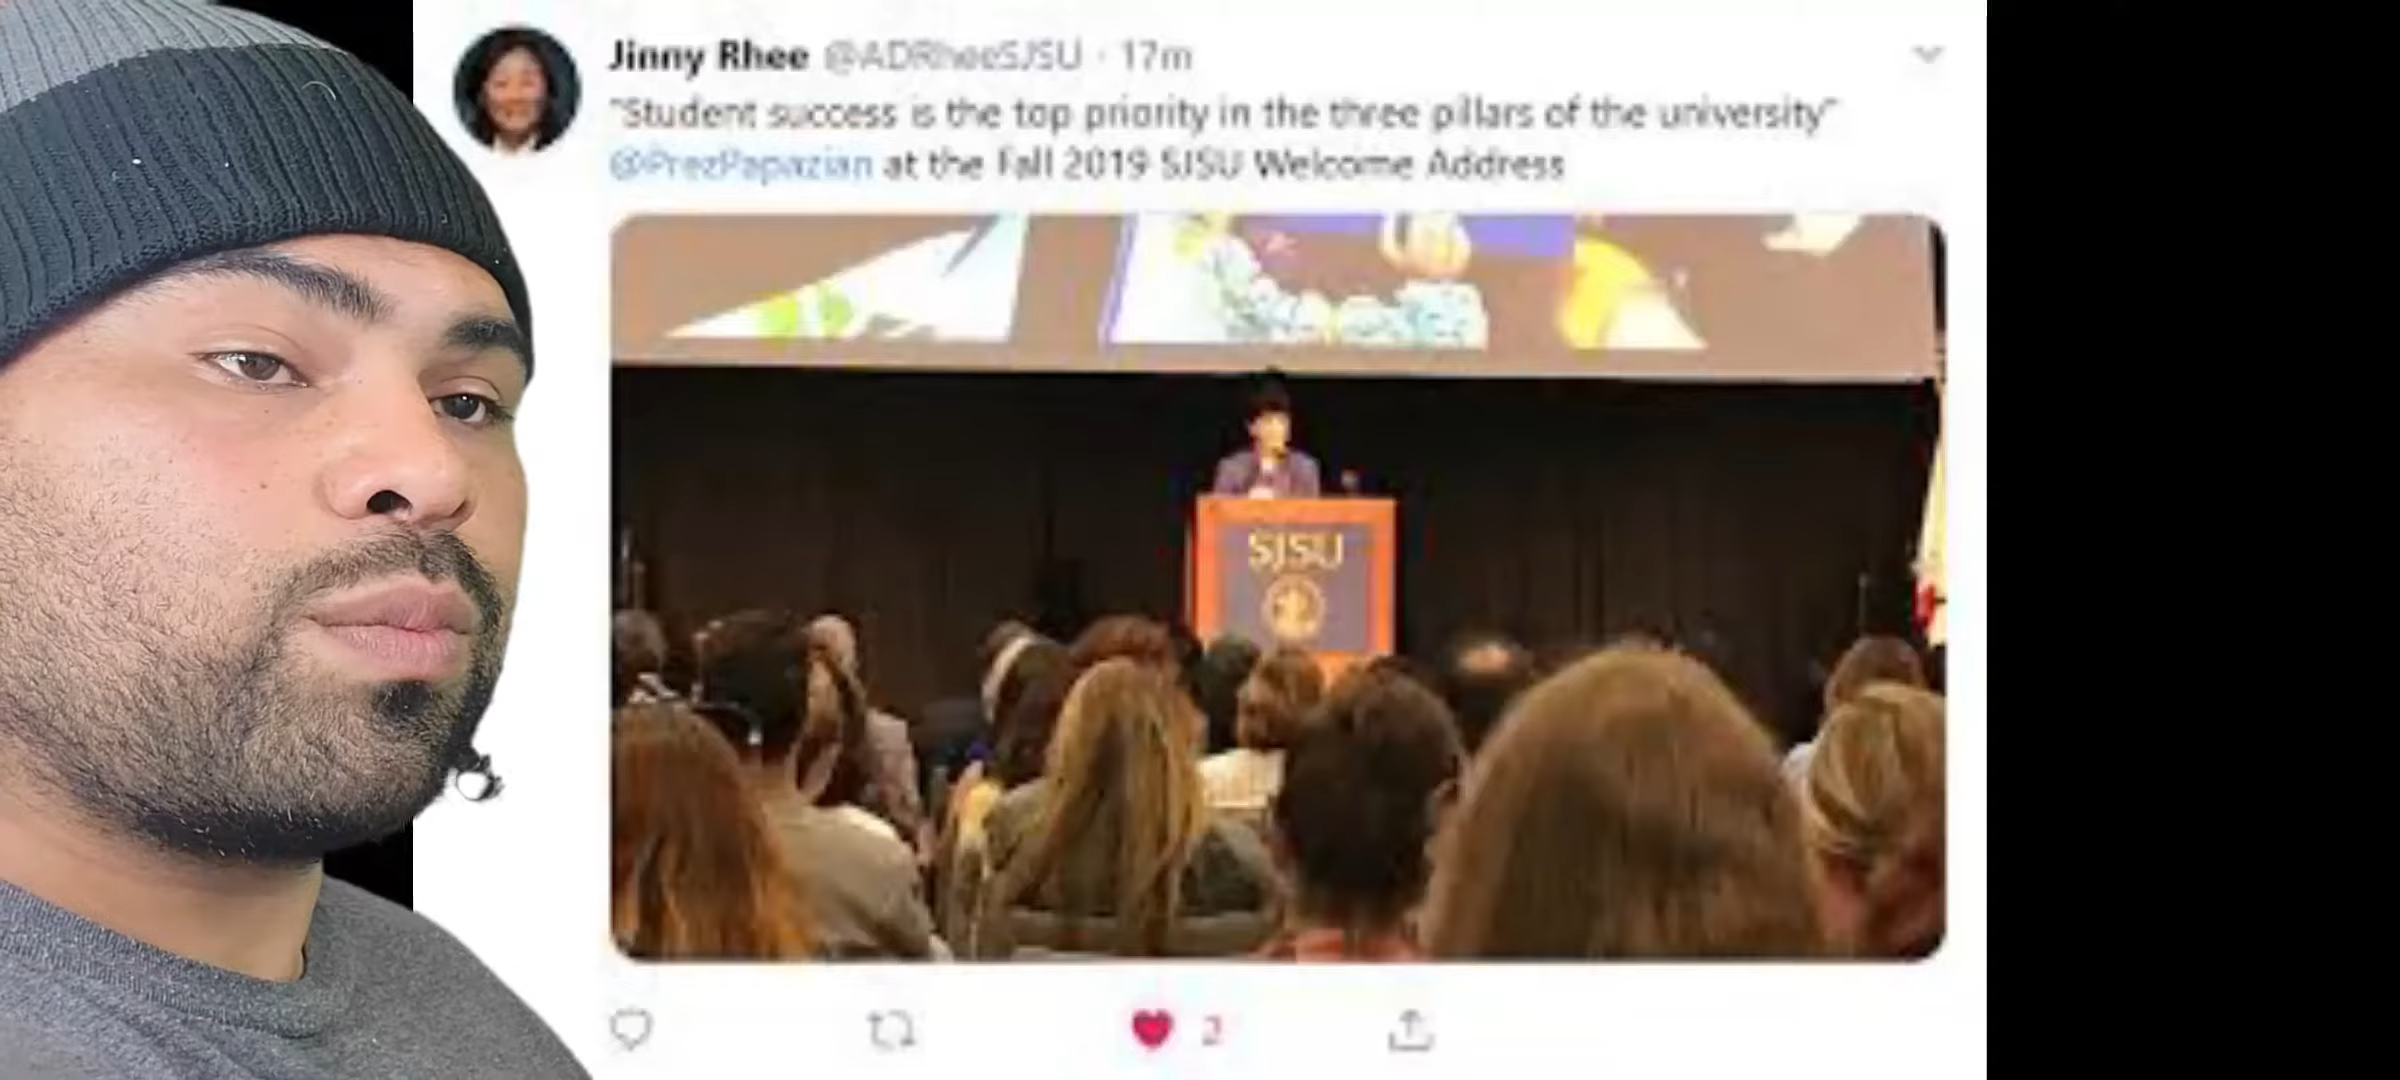 Jinny Rhee @ADRheeSJSU · 17m
"Student success is the top priority in the three pillars of the university"
@PrezPapazian at the Fall 2019 SJSU Welcome Address
SJSU
2